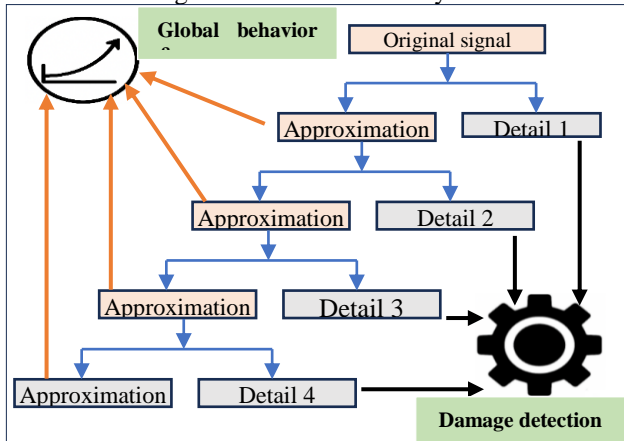 Global behavior
Original signal
Approximation
Detail 1
Approximation
Detail 2
Approximation
Detail 3
Approximation
Detail 4
Damage detection